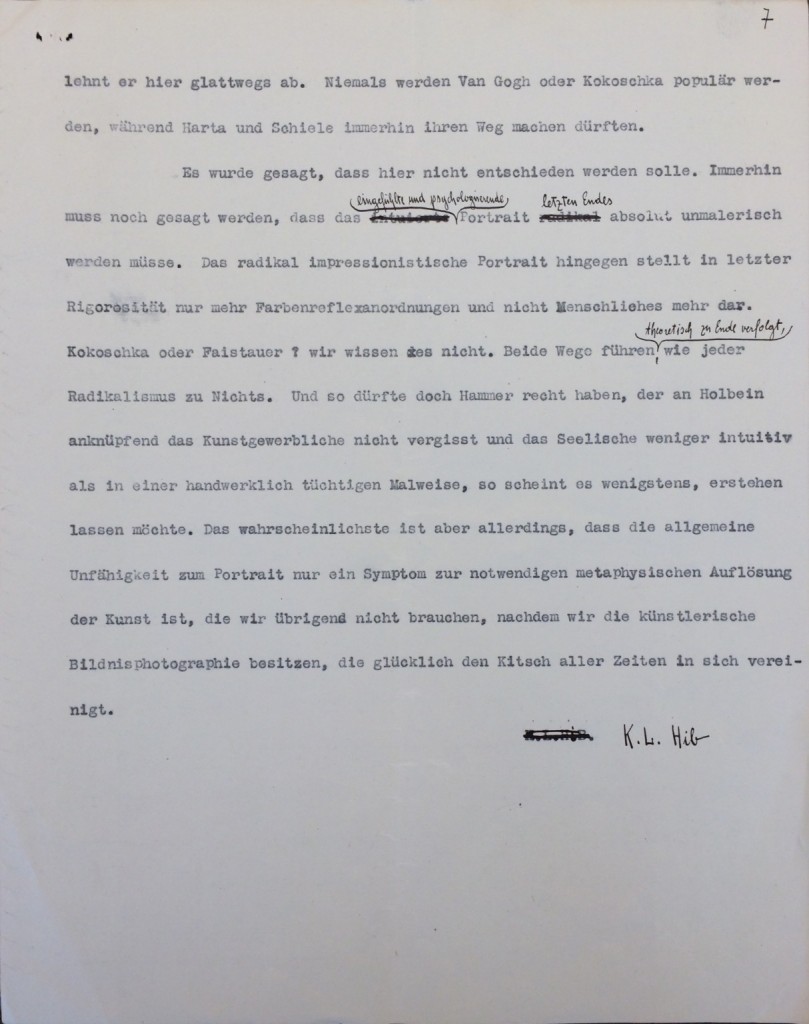 7
lehnt er hier glattwegs ab. Niemals werden Van Gogh oder Kokoschka populär wer-
den, während Harta und Schiele immerhin ihren Weg machen dürften.
Es wurde gesagt, dass hier nicht entschieden werden solle. Immerhin
eingefühlte und psychologisierende letzten Endes
muss noch gesagt werden, dass das Portrait radikal absolut unmalerisch
werden müsse. Das radikal impressionistische Portrait hingegen stellt in letzter
Rigorosität nur mehr Farbenreflexanordnungen und nicht Menschliches mehr dar.
theoretisch zu Ende verfolgt,
Kokoschka oder Faistauer ? wir wissen es nicht. Beide Wege führen, wie jeder
Radikalismus zu Nichts. Und so dürfte doch Hammer recht haben, der an Holbein
anknüpfend das Kunstgewerbliche nicht vergisst und das Seelische weniger intuitiv
als in einer handwerklich tüchtigen Malweise, so scheint es wenigstens, erstehen
lassen möchte. Das wahrscheinlichste ist aber allerdings, dass die allgemeine
Unfähigkeit zum Portrait nur ein Symptom zur notwendigen metaphysischen Auflösung
der Kunst ist, die wir übrigend nicht brauchen, nachdem wir die künstlerische
Bildnisphotographie besitzen, die glücklich den Kitsch aller Zeiten in sich verei-
nigt.
K. L. Hib